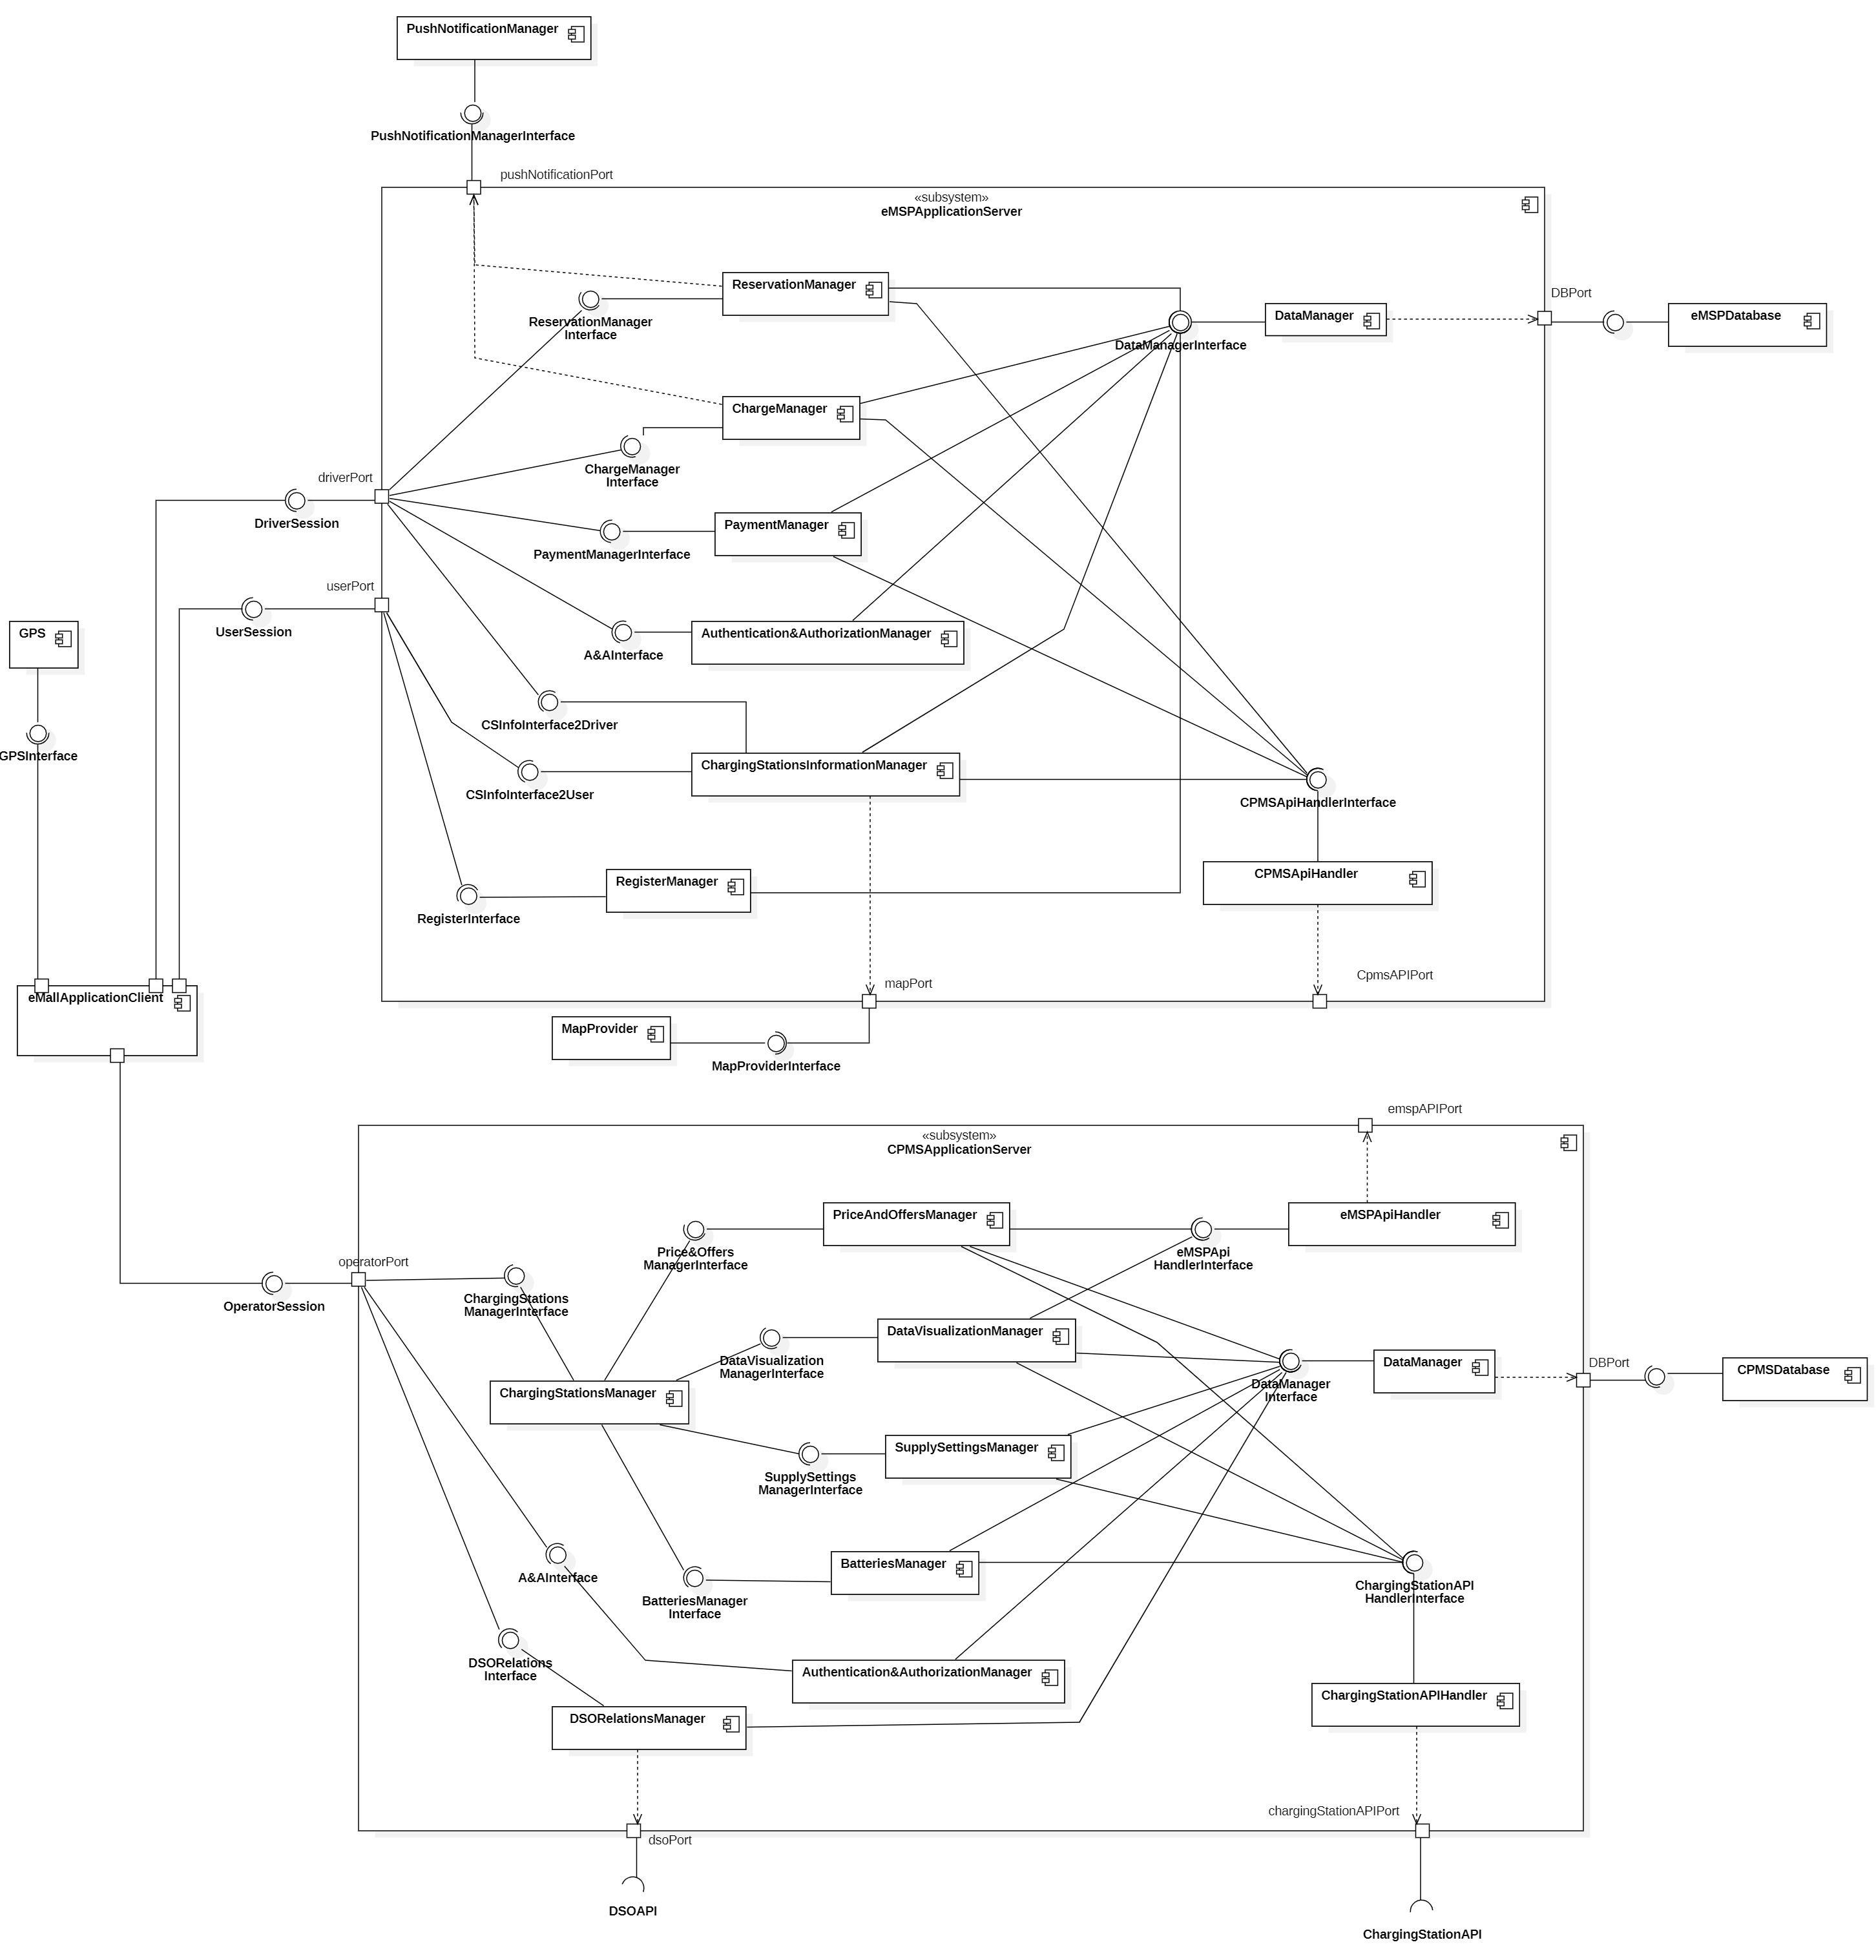 PushNotificationManager
PushNotificationManagerInterface
pushNotificationPort
«subsystem»
eMSPApplicationServer
ReservationManager
ReservationManager
Interface
DBPort
DataManager
eMSPDatabase
DataManagerInterface
ChargeManager
ChargeManager
Interface
driverPort
DriverSession
PaymentManager
PaymentManagerInterface
userPort
UserSession
GPS
Authentication&AuthorizationManager
A&AInterface
CSInfoInterface2Driver
GPSInterface
ChargingStationsInformationManager
CSInfoInterface2User
CPMSApiHandlerInterface
RegisterManager
CPMSApiHandler
RegisterInterface
CpmsAPIPort
mapPort
eMallApplicationClient
MapProvider
MapProviderInterface
emspAPIPort
«subsystem»
CPMSApplicationServer
PriceAndOffersManager
eMSPApiHandler
Price&Offers
ManagerInterface
eMSPApi
HandlerInterface
operatorPort
OperatorSession
ChargingStations
ManagerInterface
DataVisualizationManager
DataVisualization
ManagerInterface
DataManager
DBPort
CPMSDatabase
DataManager
Interface
ChargingStationsManager
SupplySettingsManager
SupplySettings
ManagerInterface
BatteriesManager
A&AInterface
BatteriesManager
Interface
ChargingStationAPI
HandlerInterface
DSORelations
Interface
Authentication&AuthorizationManager
ChargingStationAPIHandler
DSORelationsManager
chargingStationAPIPort
dsoPort
DSOAPI
ChargingStationAPI